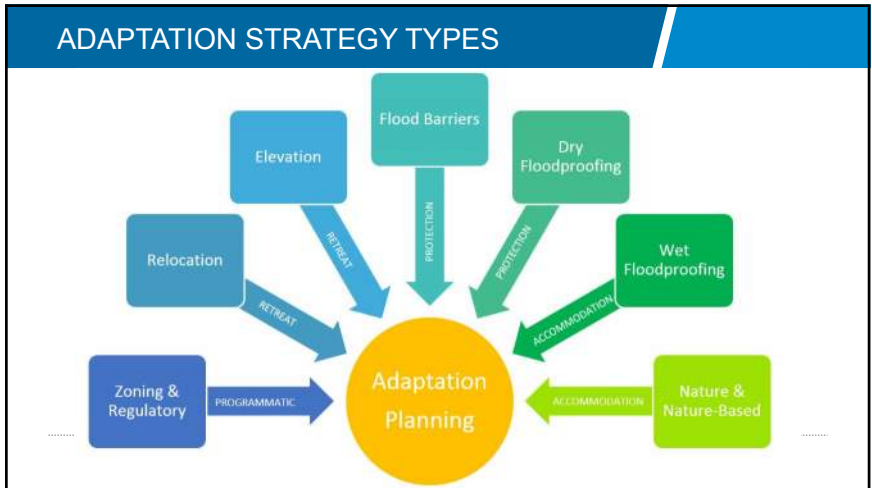 ADAPTATION STRATEGY TYPES
Flood Barriers
Elevation
Dry
Floodproofing
Relocation
Wet
Floodproofing
Zoning &
Regulatory
Nature &
Nature-Based
PROGRAMMATIC
RETREAT
RETREAT
PROTECTION
PROTECTION
ACCOMMODATION
ACCOMMODATION
Adaptation
Planning